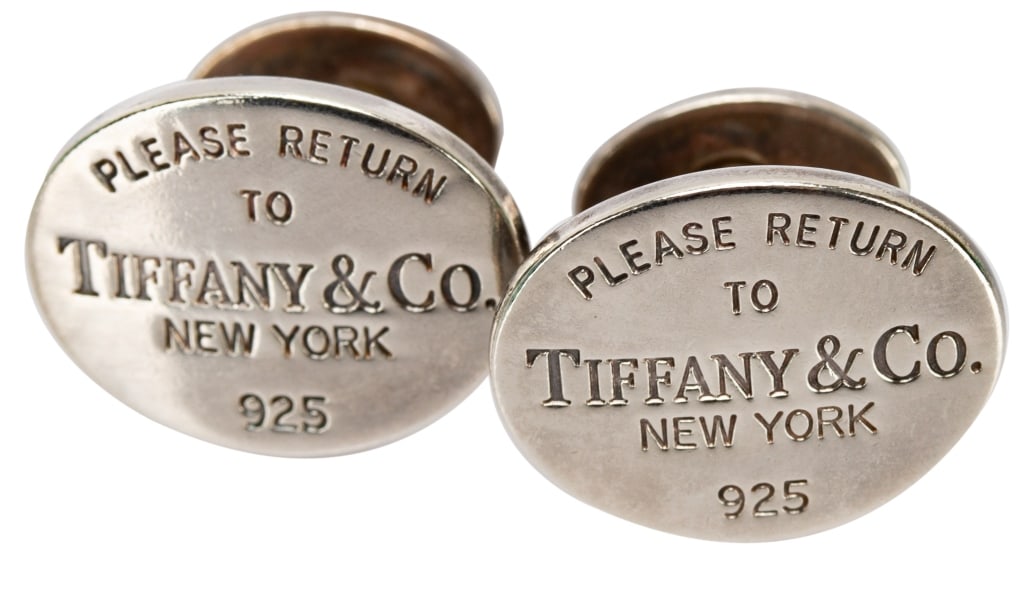 PLEASE RETURN
TO
TIFFANY & CO.
NEW YORK
925
PLEASE RETURN
TO
TIFFANY & CO.
NEW YORK
925